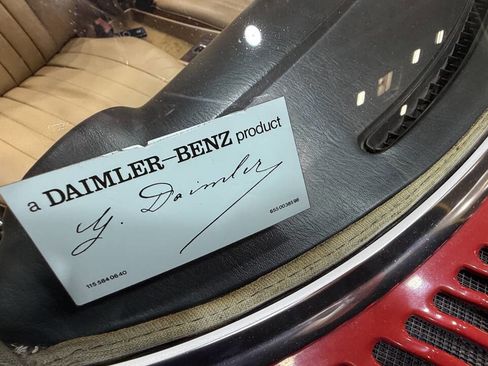 a DAIMLER-BENZ product
G. Daimler
115 584 06 40